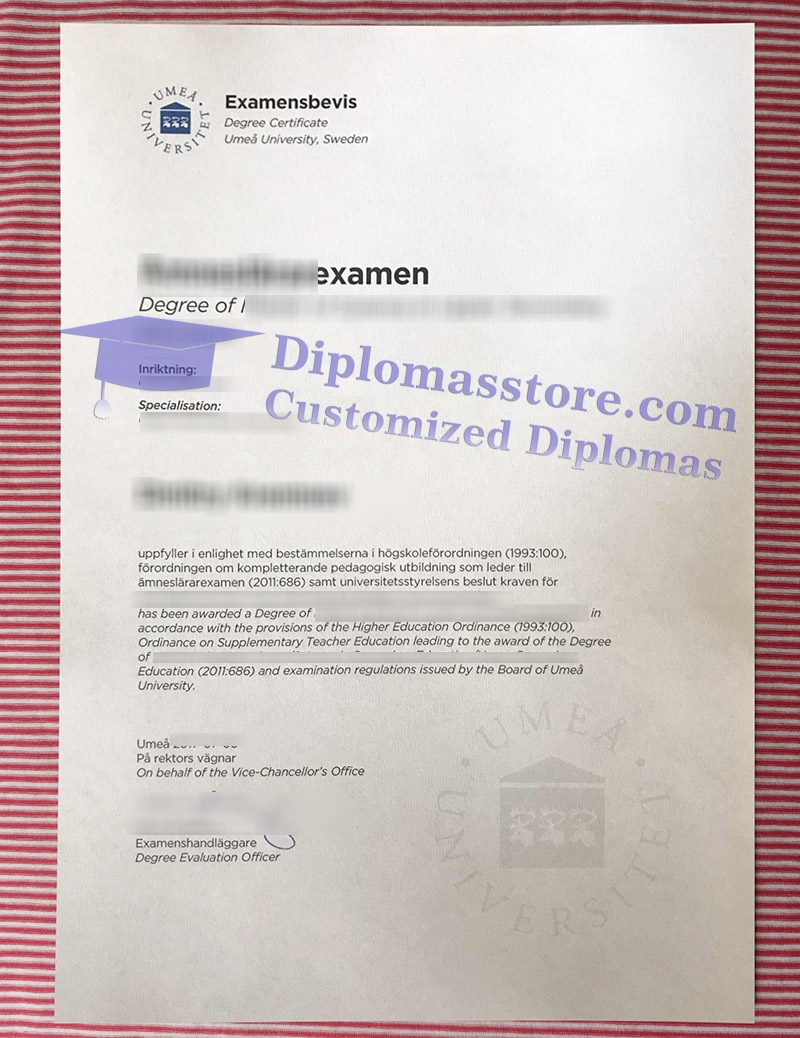 UMEÅ UNIVERSITET
Examensbevis
Degree Certificate
Umeå University, Sweden
examen
Degree of
Inriktning:
Specialisation:
Diplomasstore.com
Customized Diplomas
uppfyller i enlighet med bestämmelserna i högskoleförordningen (1993:100),
förordningen om kompletterande pedagogisk utbildning som leder till
ämneslärarexamen (2011:686) samt universitetsstyrelsens beslut kraven för
has been awarded a Degree of in
accordance with the provisions of the Higher Education Ordinance (1993:100),
Ordinance on Supplementary Teacher Education leading to the award of the Degree
of
Education (2011:686) and examination regulations issued by the Board of Umeå
University.
Umeå
På rektors vägnar
On behalf of the Vice-Chancellor's Office
Examenshandläggare
Degree Evaluation Officer
UMEÅ UNIVERSITET